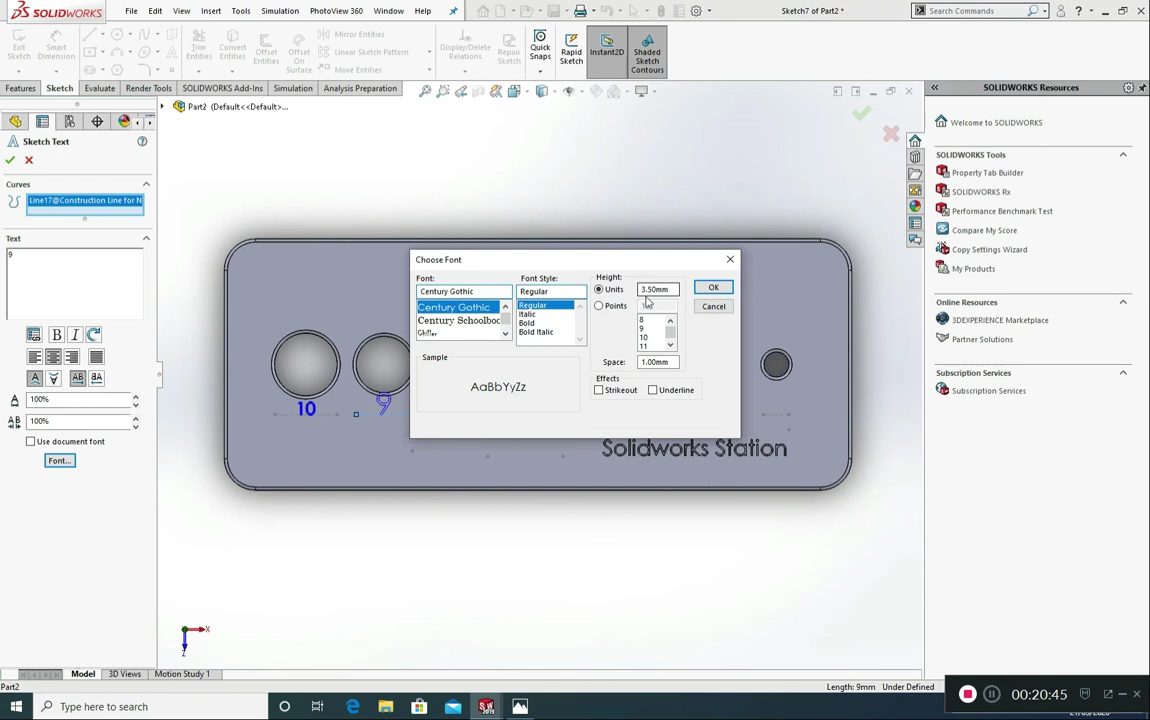 SOLIDWORKS
File Edit View Insert Tools Simulation PhotoView 360 Window Help
Sketch7 of Part2 *
Search Commands
Exit Sketch
Smart Dimension
Trim Entities
Convert Entities
Offset Entities
Offset On Surface
Mirror Entities
Linear Sketch Pattern
Move Entities
Display/Delete Relations
Repair Sketch
Quick Snaps
Rapid Sketch
Instant2D
Shaded Sketch Contours
Features Sketch Evaluate Render Tools SOLIDWORKS Add-Ins Simulation Analysis Preparation
Part2 (Default<<Default>...
Sketch Text
Curves
Line17@Construction Line for N
Text
9
B I
100%
100%
Use document font
Font...
Choose Font
Font:
Century Gothic
Century Gothic
Century Schoolboo
Chiller
Font Style:
Regular
Regular
Italic
Bold
Bold Italic
Height:
Units 3.50mm
Points
8
9
10
11
Space: 1.00mm
OK
Cancel
Sample
AaBbYyZz
Effects
Strikeout Underline
10
9
Solidworks Station
X
Z
SOLIDWORKS Resources
Welcome to SOLIDWORKS
SOLIDWORKS Tools
Property Tab Builder
SOLIDWORKS Rx
Performance Benchmark Test
Compare My Score
Copy Settings Wizard
My Products
Online Resources
3DEXPERIENCE Marketplace
Partner Solutions
Subscription Services
Subscription Services
Model 3D Views Motion Study 1
Part2
Length: 9mm Under Defined
Type here to search
00:20:45